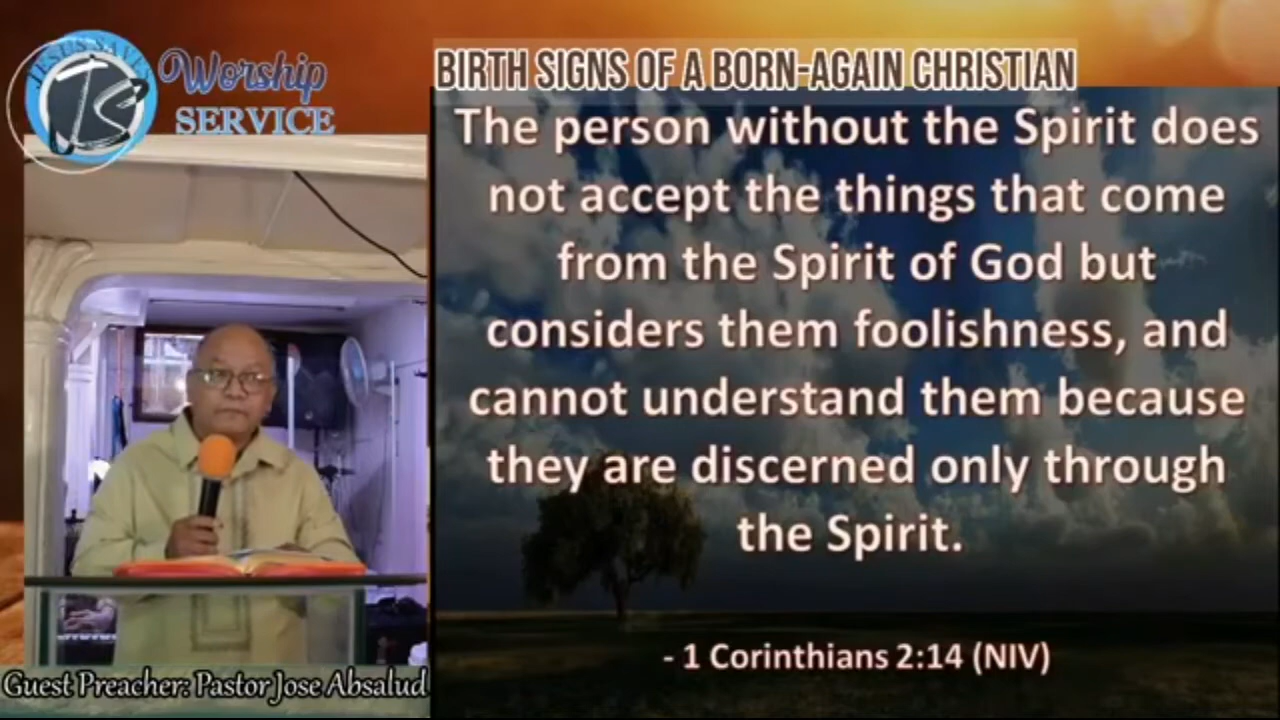 JESUS SAVES
Worship
SERVICE
BIRTH SIGNS OF A BORN-AGAIN CHRISTIAN
The person without the Spirit does
not accept the things that come
from the Spirit of God but
considers them foolishness, and
cannot understand them because
they are discerned only through
the Spirit.
- 1 Corinthians 2:14 (NIV)
Guest Preacher: Pastor Jose Absalud